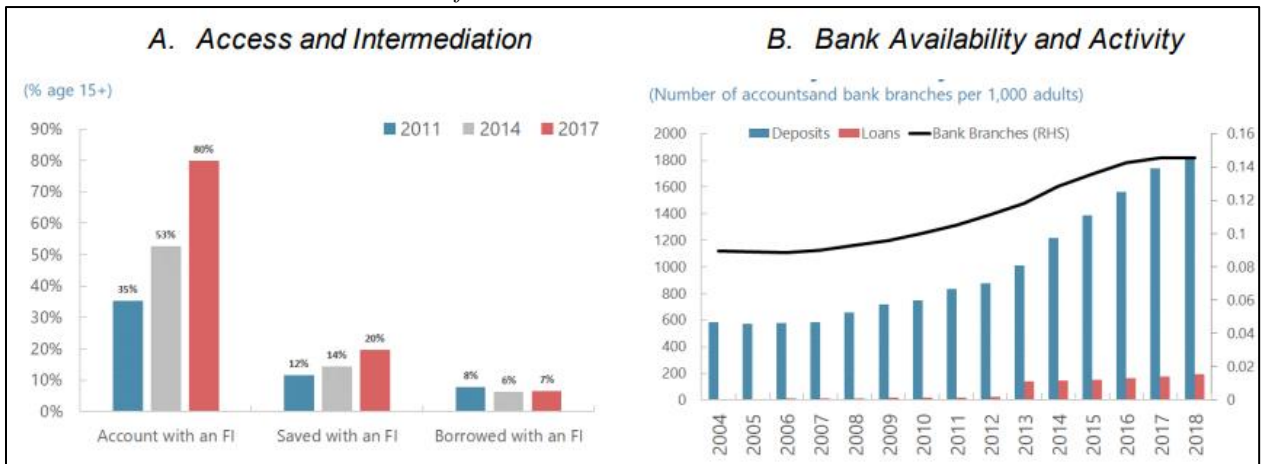 A. Access and Intermediation
(% age 15+)
2011 2014 2017
90%
80%
70%
60%
50%
40%
30%
20%
10%
0%
35% 53% 80%
12% 14% 20%
8% 6% 7%
Account with an FI Saved with an FI Borrowed with an FI
B. Bank Availability and Activity
(Number of accountsand bank branches per 1,000 adults)
Deposits Loans Bank Branches (RHS)
2000
1800
1600
1400
1200
1000
800
600
400
200
0
0.16
0.14
0.12
0.1
0.08
0.06
0.04
0.02
0
2004 2005 2006 2007 2008 2009 2010 2011 2012 2013 2014 2015 2016 2017 2018